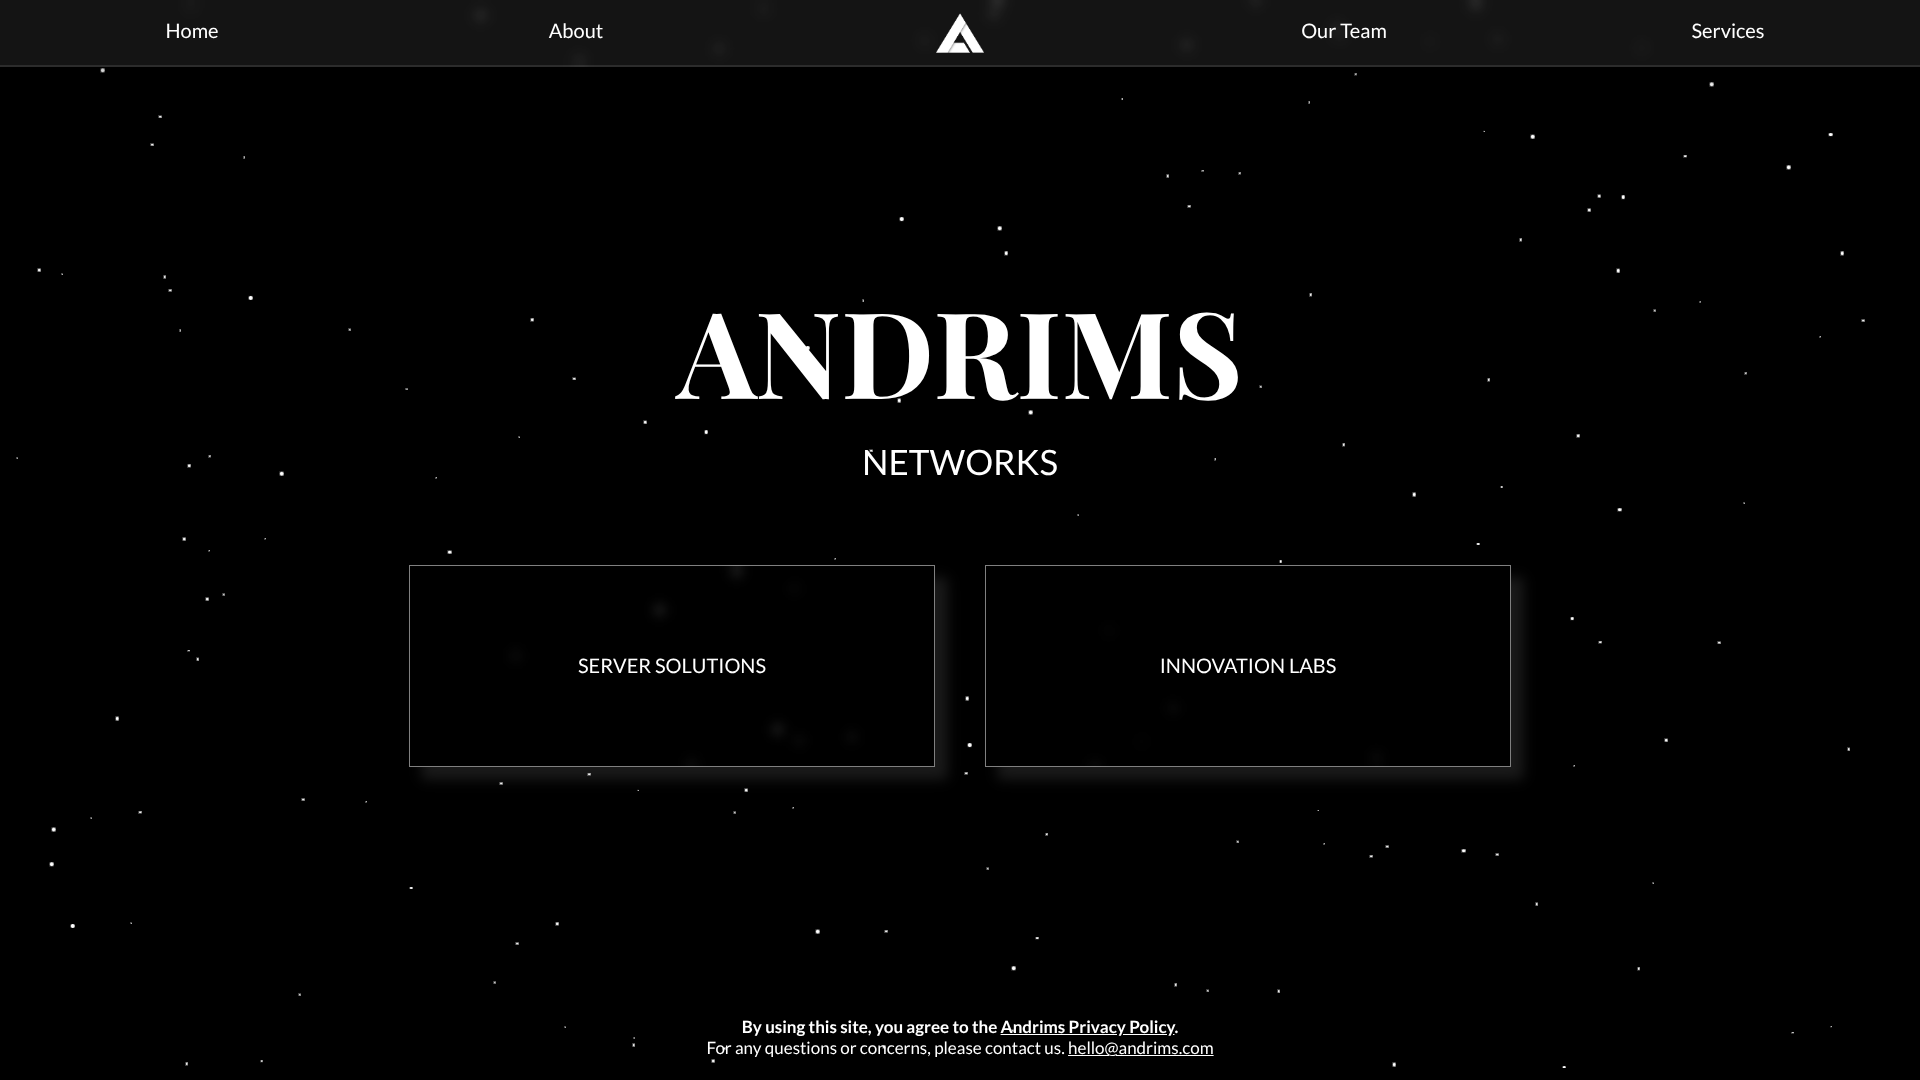 Home About Our Team Services
ANDRIMS
NETWORKS
SERVER SOLUTIONS
INNOVATION LABS
By using this site, you agree to the Andrims Privacy Policy.
For any questions or concerns, please contact us. hello@andrims.com